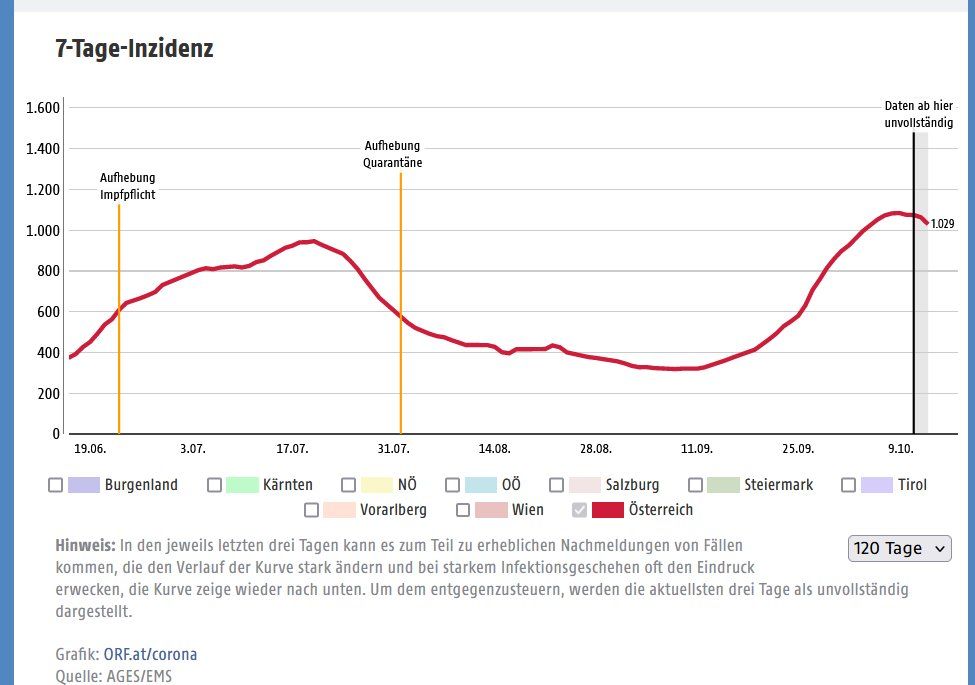 7-Tage-Inzidenz
1.600
1.400
1.200
1.000
800
600
400
200
0
Aufhebung
Impfpflicht
Aufhebung
Quarantäne
Daten ab hier
unvollständig
1.029
19.06. 3.07. 17.07. 31.07. 14.08. 28.08. 11.09. 25.09. 9.10.
Burgenland Kärnten NÖ OÖ Salzburg Steiermark Tirol
Vorarlberg Wien Österreich
Hinweis: In den jeweils letzten drei Tagen kann es zum Teil zu erheblichen Nachmeldungen von Fällen
kommen, die den Verlauf der Kurve stark ändern und bei starkem Infektionsgeschehen oft den Eindruck
erwecken, die Kurve zeige wieder nach unten. Um dem entgegenzusteuern, werden die aktuellsten drei Tage als unvollständig
dargestellt.
120 Tage
Grafik: ORF.at/corona
Quelle: AGES/EMS